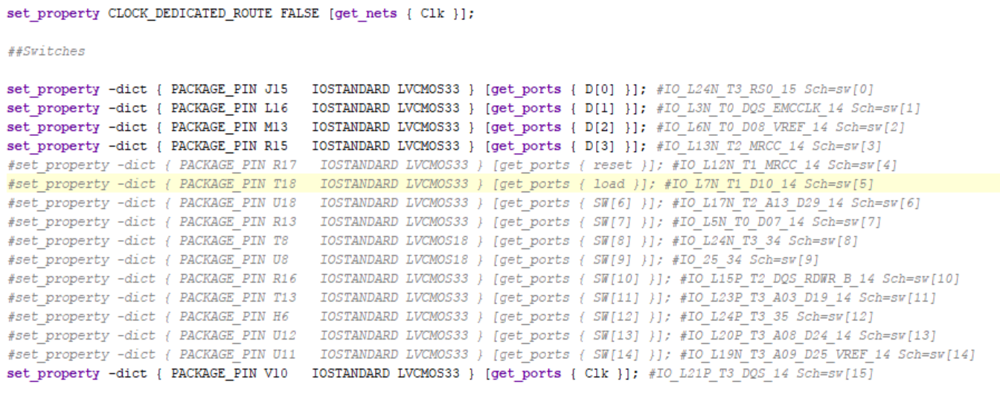 set_property CLOCK_DEDICATED_ROUTE FALSE [get_nets { Clk }];
##Switches
set_property -dict { PACKAGE_PIN J15 IOSTANDARD LVCMOS33 } [get_ports { D[0] }]; #IO_L24N_T3_RS0_15 Sch=sw[0]
set_property -dict { PACKAGE_PIN L16 IOSTANDARD LVCMOS33 } [get_ports { D[1] }]; #IO_L3N_T0_DQS_EMCCLK_14 Sch=sw[1]
set_property -dict { PACKAGE_PIN M13 IOSTANDARD LVCMOS33 } [get_ports { D[2] }]; #IO_L6N_T0_D08_VREF_14 Sch=sw[2]
set_property -dict { PACKAGE_PIN R15 IOSTANDARD LVCMOS33 } [get_ports { D[3] }]; #IO_L13N_T2_MRCC_14 Sch=sw[3]
#set_property -dict { PACKAGE_PIN R17 IOSTANDARD LVCMOS33 } [get_ports { reset }]; #IO_L12N_T1_MRCC_14 Sch=sw[4]
#set_property -dict { PACKAGE_PIN T18 IOSTANDARD LVCMOS33 } [get_ports { load }]; #IO_L7N_T1_D10_14 Sch=sw[5]
#set_property -dict { PACKAGE_PIN U18 IOSTANDARD LVCMOS33 } [get_ports { SW[6] }]; #IO_L17N_T2_A13_D29_14 Sch=sw[6]
#set_property -dict { PACKAGE_PIN R13 IOSTANDARD LVCMOS33 } [get_ports { SW[7] }]; #IO_L5N_T0_D07_14 Sch=sw[7]
#set_property -dict { PACKAGE_PIN T8 IOSTANDARD LVCMOS18 } [get_ports { SW[8] }]; #IO_L24N_T3_34 Sch=sw[8]
#set_property -dict { PACKAGE_PIN U8 IOSTANDARD LVCMOS18 } [get_ports { SW[9] }]; #IO_25_34 Sch=sw[9]
#set_property -dict { PACKAGE_PIN R16 IOSTANDARD LVCMOS33 } [get_ports { SW[10] }]; #IO_L15P_T2_DQS_RDWR_B_14 Sch=sw[10]
#set_property -dict { PACKAGE_PIN T13 IOSTANDARD LVCMOS33 } [get_ports { SW[11] }]; #IO_L23P_T3_A03_D19_14 Sch=sw[11]
#set_property -dict { PACKAGE_PIN H6 IOSTANDARD LVCMOS33 } [get_ports { SW[12] }]; #IO_L24P_T3_35 Sch=sw[12]
#set_property -dict { PACKAGE_PIN U12 IOSTANDARD LVCMOS33 } [get_ports { SW[13] }]; #IO_L20P_T3_A08_D24_14 Sch=sw[13]
#set_property -dict { PACKAGE_PIN U11 IOSTANDARD LVCMOS33 } [get_ports { SW[14] }]; #IO_L19N_T3_A09_D25_VREF_14 Sch=sw[14]
set_property -dict { PACKAGE_PIN V10 IOSTANDARD LVCMOS33 } [get_ports { Clk }]; #IO_L21P_T3_DQS_14 Sch=sw[15]